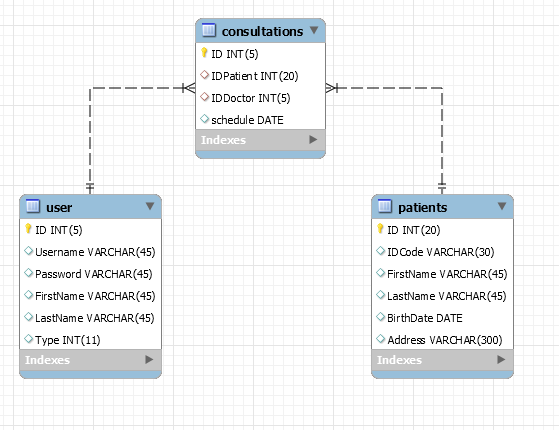 consultations
ID INT(5)
IDPatient INT(20)
IDDoctor INT(5)
schedule DATE
Indexes
user
ID INT(5)
Username VARCHAR(45)
Password VARCHAR(45)
FirstName VARCHAR(45)
LastName VARCHAR(45)
Type INT(11)
Indexes
patients
ID INT(20)
IDCode VARCHAR(30)
FirstName VARCHAR(45)
LastName VARCHAR(45)
BirthDate DATE
Address VARCHAR(300)
Indexes